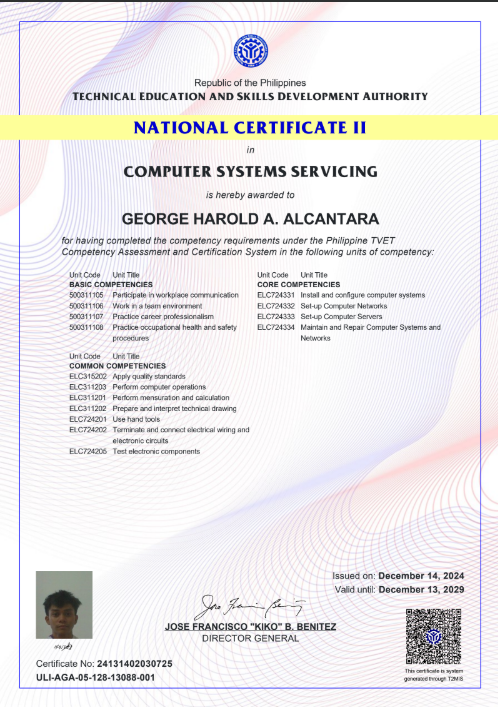 Republic of the Philippines
TECHNICAL EDUCATION AND SKILLS DEVELOPMENT AUTHORITY
NATIONAL CERTIFICATE II
in
COMPUTER SYSTEMS SERVICING
is hereby awarded to
GEORGE HAROLD A. ALCANTARA
for having completed the competency requirements under the Philippine TVET
Competency Assessment and Certification System in the following units of competency:
Unit Code Unit Title
BASIC COMPETENCIES
500311105 Participate in workplace communication
500311106 Work in a team environment
500311107 Practice career professionalism
500311108 Practice occupational health and safety
procedures
Unit Code Unit Title
COMMON COMPETENCIES
ELC315202 Apply quality standards
ELC311203 Perform computer operations
ELC311201 Perform mensuration and calculation
ELC311202 Prepare and interpret technical drawing
ELC724201 Use hand tools
ELC724202 Terminate and connect electrical wiring and
electronic circuits
ELC724205 Test electronic components
Unit Code Unit Title
CORE COMPETENCIES
ELC724331 Install and configure computer systems
ELC724332 Set-up Computer Networks
ELC724333 Set-up Computer Servers
ELC724334 Maintain and Repair Computer Systems and
Networks
Issued on: December 14, 2024
Valid until: December 13, 2029
JOSE FRANCISCO "KIKO" B. BENITEZ
DIRECTOR GENERAL
Certificate No: 24131402030725
ULI-AGA-05-128-13088-001
This certificate is system
generated through T2MIS